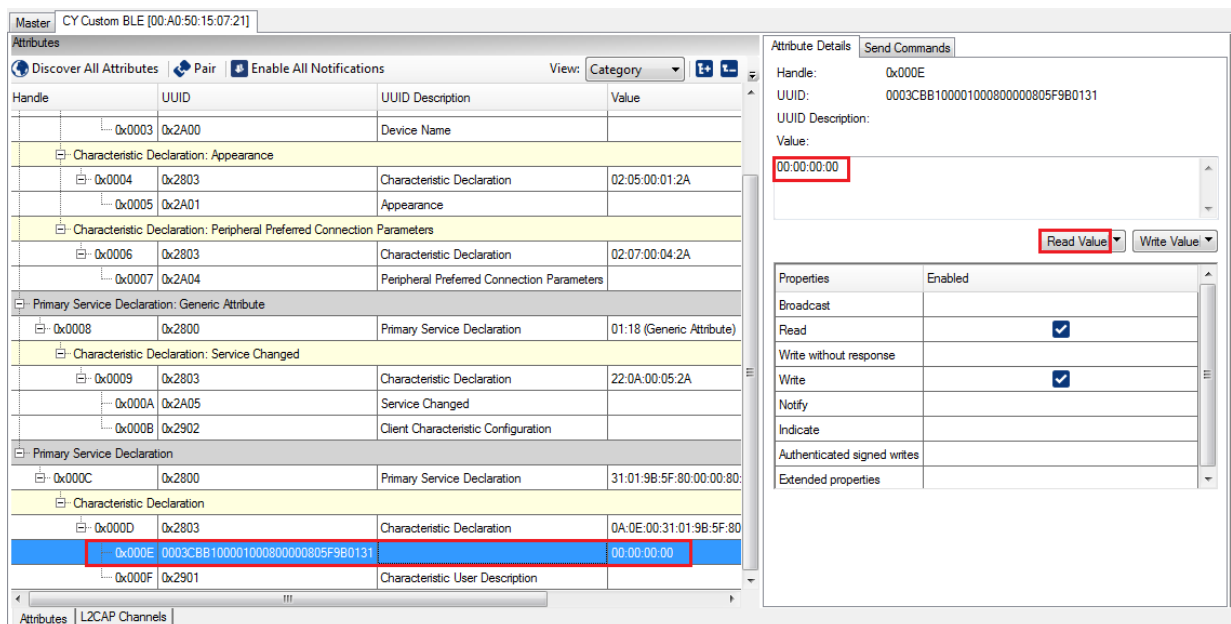 Master CY Custom BLE [00:A0:50:15:07:21]
Attributes
Discover All Attributes Pair Enable All Notifications View: Category
Handle UUID UUID Description Value
0x0003 0x2A00 Device Name
Characteristic Declaration: Appearance
0x0004 0x2803 Characteristic Declaration 02:05:00:01:2A
0x0005 0x2A01 Appearance
Characteristic Declaration: Peripheral Preferred Connection Parameters
0x0006 0x2803 Characteristic Declaration 02:07:00:04:2A
0x0007 0x2A04 Peripheral Preferred Connection Parameters
Primary Service Declaration: Generic Attribute
0x0008 0x2800 Primary Service Declaration 01:18 (Generic Attribute)
Characteristic Declaration: Service Changed
0x0009 0x2803 Characteristic Declaration 22:0A:00:05:2A
0x000A 0x2A05 Service Changed
0x000B 0x2902 Client Characteristic Configuration
Primary Service Declaration
0x000C 0x2800 Primary Service Declaration 31:01:9B:5F:80:00:00:80:
Characteristic Declaration
0x000D 0x2803 Characteristic Declaration 0A:0E:00:31:01:9B:5F:80
0x000E 0003CBB100001000800000805F9B0131 00:00:00:00
0x000F 0x2901 Characteristic User Description
Attributes L2CAP Channels
Attribute Details Send Commands
Handle: 0x000E
UUID: 0003CBB100001000800000805F9B0131
UUID Description:
Value:
00:00:00:00
Read Value Write Value
Properties Enabled
Broadcast
Read
Write without response
Write
Notify
Indicate
Authenticated signed writes
Extended properties